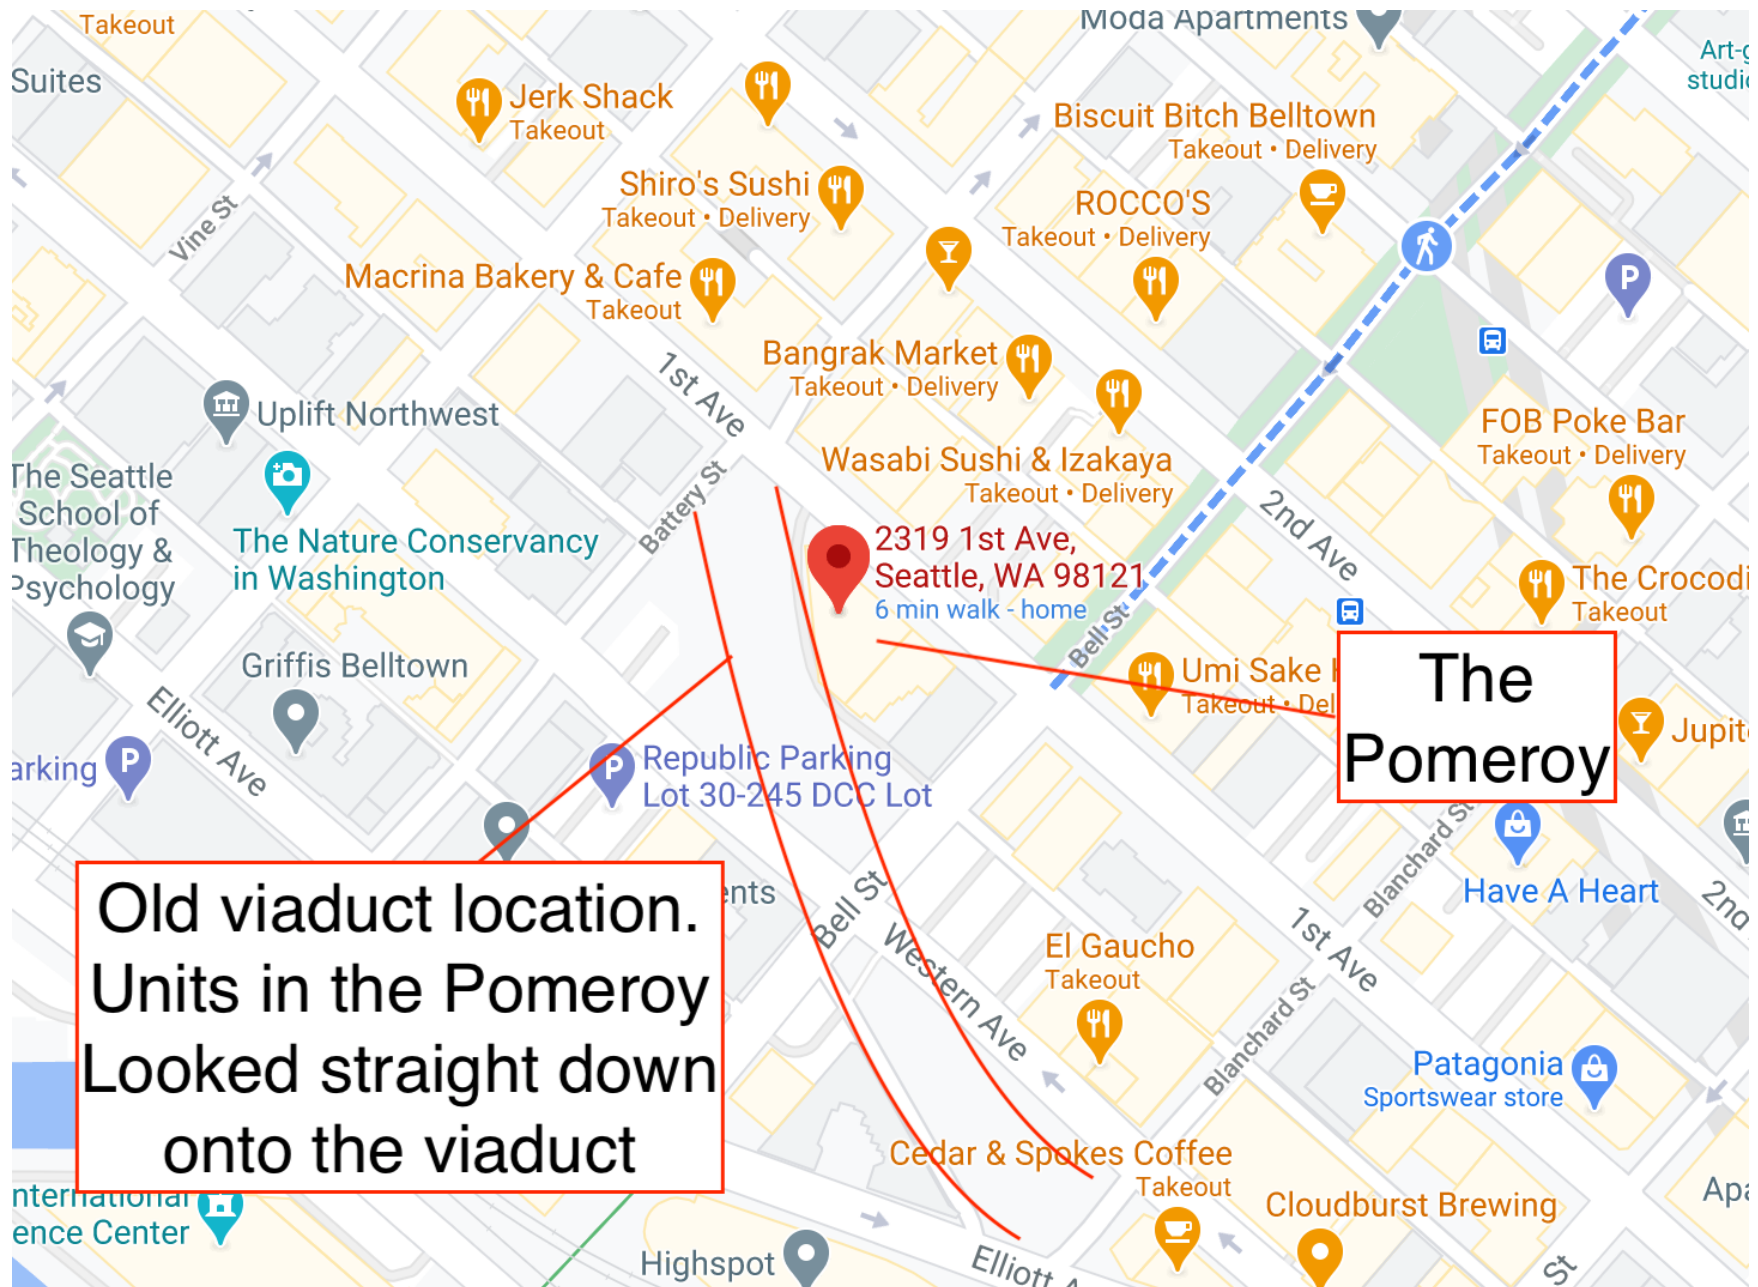 Takeout
Moda Apartments
Suites
Jerk Shack
Takeout
Biscuit Bitch Belltown
Takeout • Delivery
Shiro's Sushi
Takeout • Delivery
ROCCO'S
Takeout • Delivery
Vine St
Macrina Bakery & Cafe
Takeout
P
Bangrak Market
Takeout • Delivery
1st Ave
Uplift Northwest
FOB Poke Bar
Takeout • Delivery
Wasabi Sushi & Izakaya
Takeout • Delivery
The Seattle
School of
Theology &
Psychology
Battery St
2nd Ave
The Nature Conservancy
in Washington
2319 1st Ave,
Seattle, WA 98121
6 min walk - home
The Crocodi
Takeout
Bell St
Griffis Belltown
Umi Sake
Takeout • Del
The
Pomeroy
Elliott Ave
Jupit
arking P
P Republic Parking
Lot 30-245 DCC Lot
Blanchard St
Have A Heart
2nd
Old viaduct location.
Units in the Pomeroy
Looked straight down
onto the viaduct
ents
Bell St
Western Ave
El Gaucho
Takeout
1st Ave
Blanchard St
Patagonia
Sportswear store
Cedar & Spokes Coffee
Takeout
nternational
ence Center
Cloudburst Brewing
Highspot
Elliott A
St